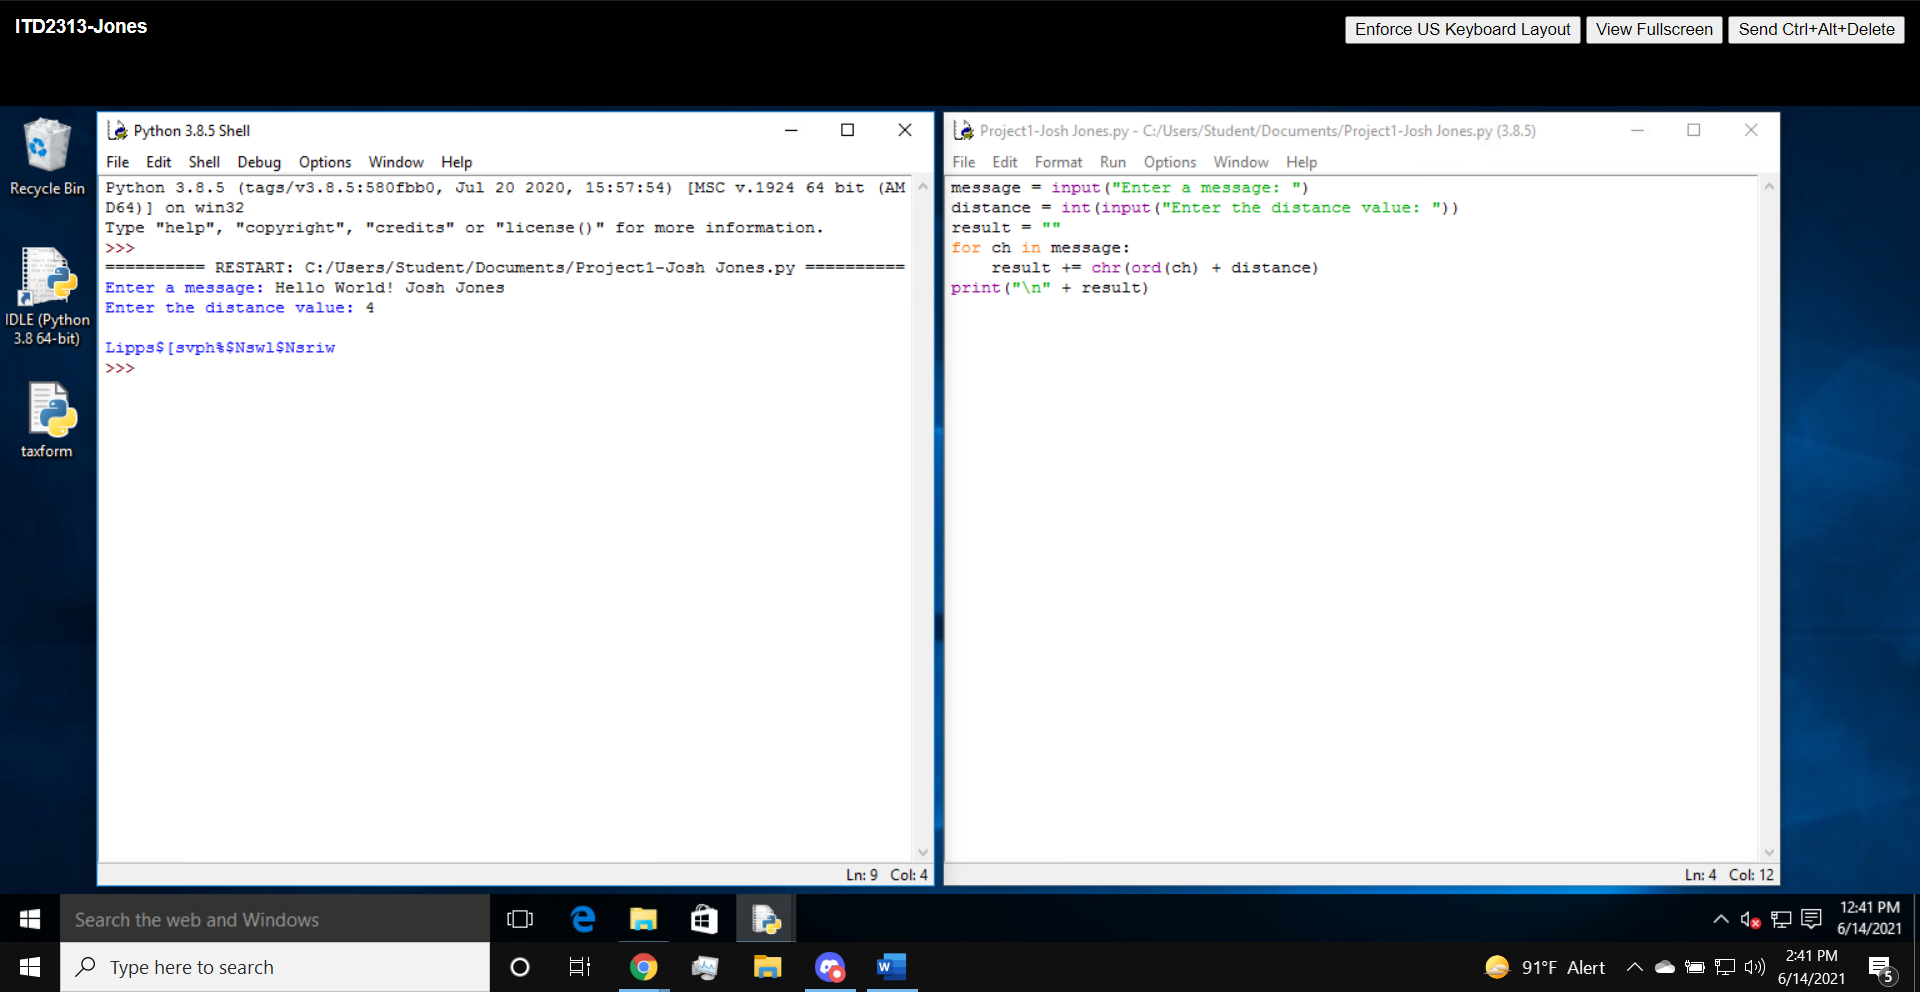 ITD2313-Jones
Enforce US Keyboard Layout
View Fullscreen
Send Ctrl+Alt+Delete
Recycle Bin
IDLE (Python
3.8 64-bit)
taxform
Python 3.8.5 Shell
File Edit Shell Debug Options Window Help
Python 3.8.5 (tags/v3.8.5:580fbb0, Jul 20 2020, 15:57:54) [MSC v.1924 64 bit (AM
D64)] on win32
Type "help", "copyright", "credits" or "license()" for more information.
>>>
========== RESTART: C:/Users/Student/Documents/Project1-Josh Jones.py ==========
Enter a message: Hello World! Josh Jones
Enter the distance value: 4
Lipps$[svph%$Nswl$Nsriw
>>>
Ln: 9 Col: 4
Project1-Josh Jones.py - C:/Users/Student/Documents/Project1-Josh Jones.py (3.8.5)
File Edit Format Run Options Window Help
message = input("Enter a message: ")
distance = int(input("Enter the distance value: "))
result = ""
for ch in message:
    result += chr(ord(ch) + distance)
print("\n" + result)
Ln: 4 Col: 12
Search the web and Windows
12:41 PM
6/14/2021
Type here to search
91°F Alert
2:41 PM
6/14/2021
5